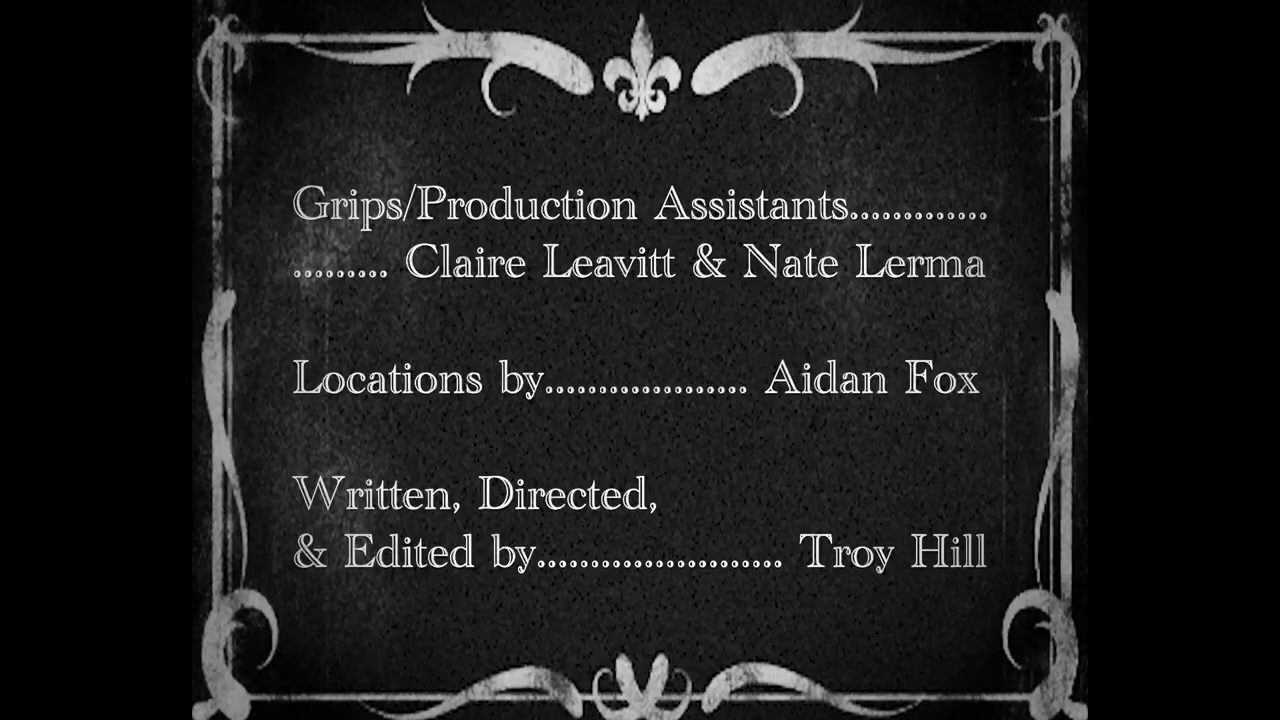 Grips/Production Assistants.............
......... Claire Leavitt & Nate Lerma
Locations by................... Aidan Fox
Written, Directed,
& Edited by....................... Troy Hill